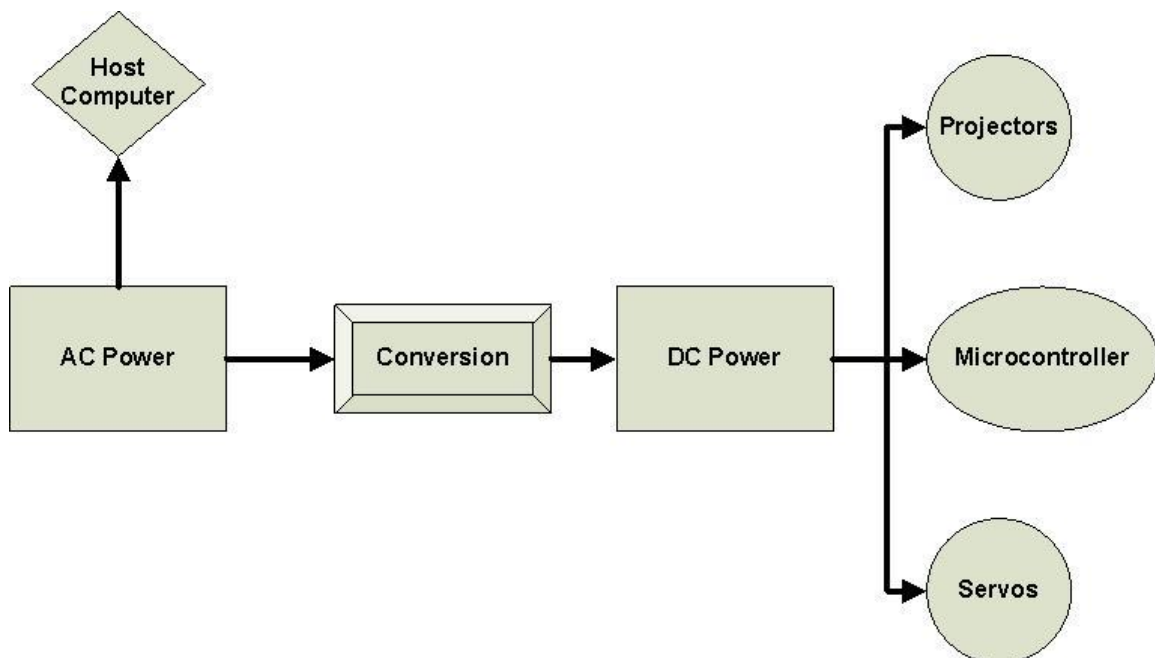 Host
Computer
Projectors
AC Power
Conversion
DC Power
Microcontroller
Servos